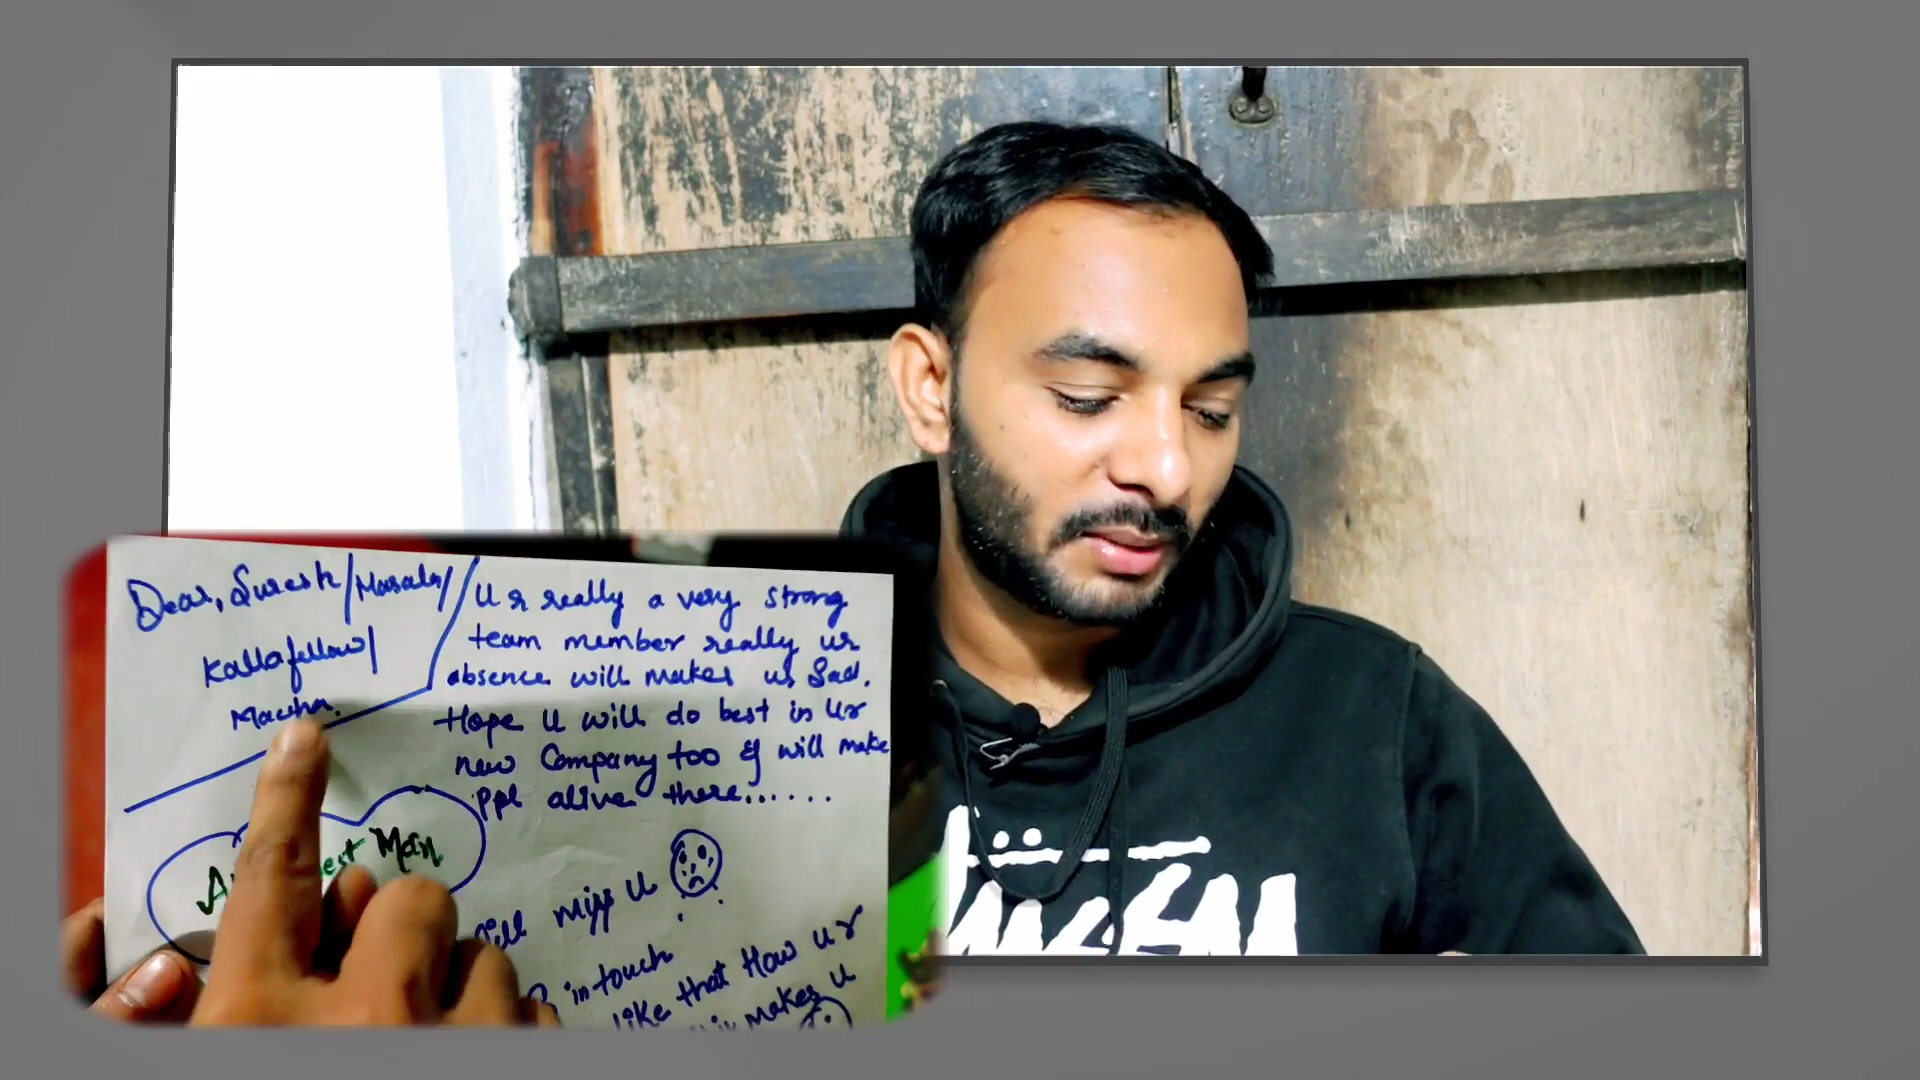 Dear, Suresh/Masala/
Kallafellow/
Macha.
U r really a very strong
team member really ur
absence will makes us Sad.
Hope U will do best in Ur
new Company too & will make
ppl alive there......
Man
miss u
in touch
like that How ur
makes u